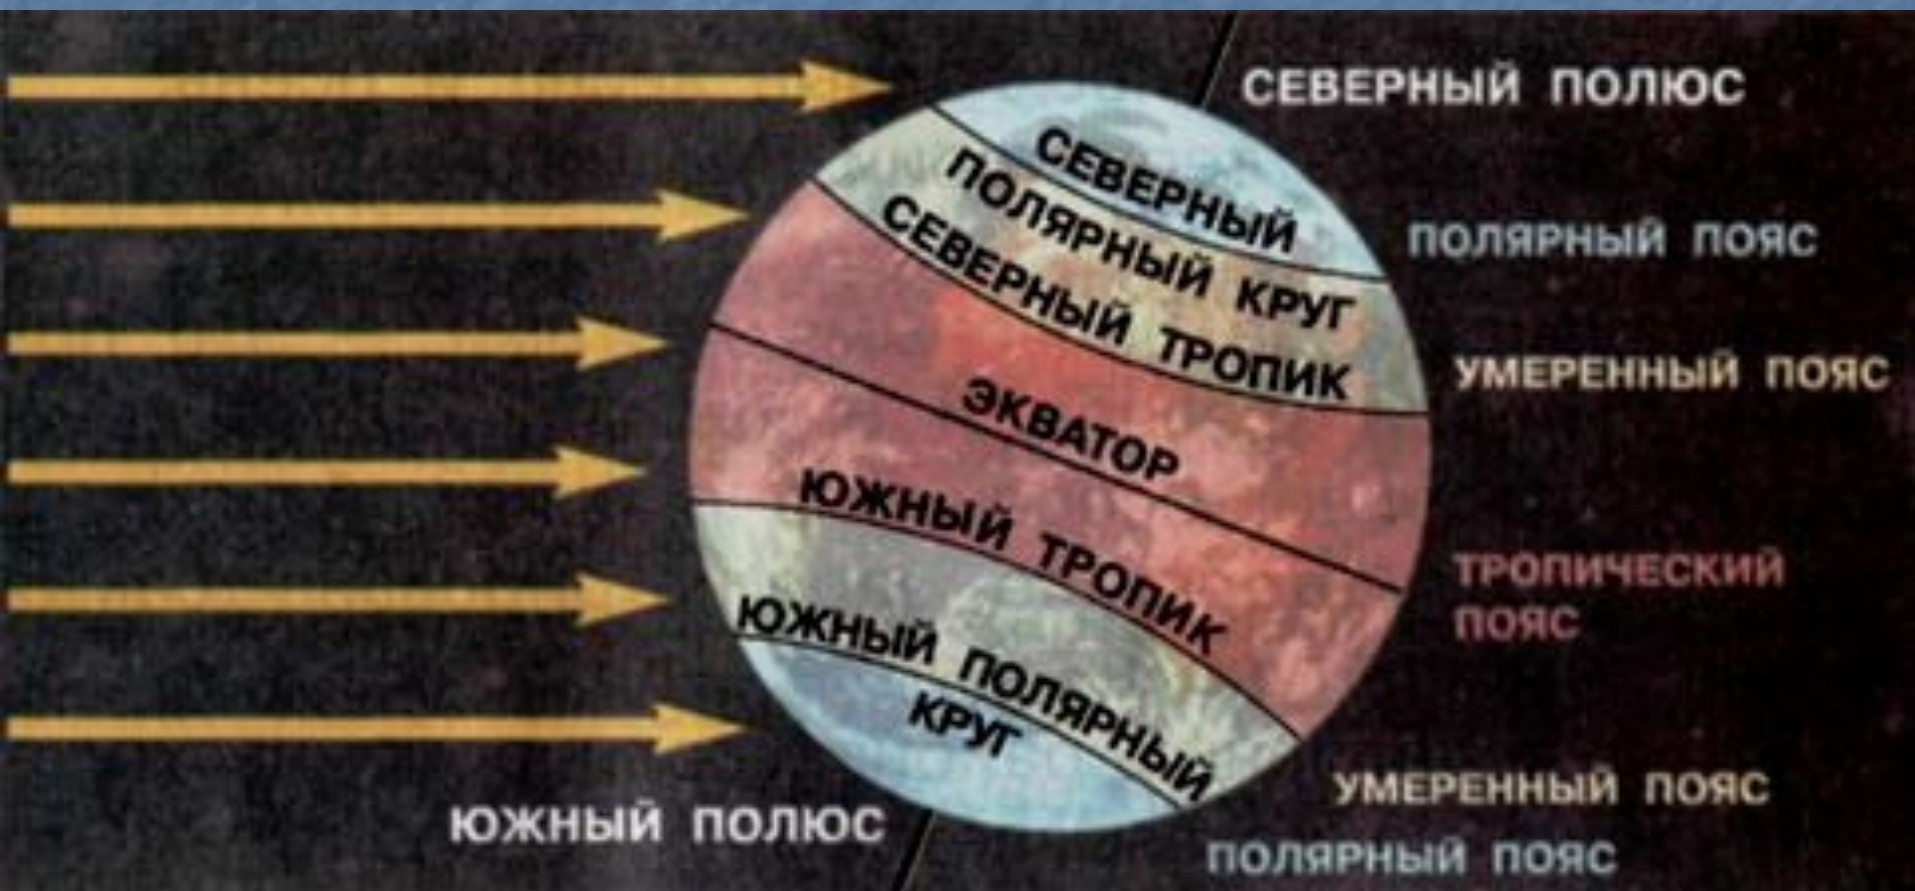 СЕВЕРНЫЙ ПОЛЮС
СЕВЕРНЫЙ
ПОЛЯРНЫЙ КРУГ
ПОЛЯРНЫЙ ПОЯС
СЕВЕРНЫЙ ТРОПИК
УМЕРЕННЫЙ ПОЯС
ЭКВАТОР
ЮЖНЫЙ ТРОПИК
ТРОПИЧЕСКИЙ
ПОЯС
ЮЖНЫЙ ПОЛЯРНЫЙ
КРУГ
УМЕРЕННЫЙ ПОЯС
ЮЖНЫЙ ПОЛЮС
ПОЛЯРНЫЙ ПОЯС